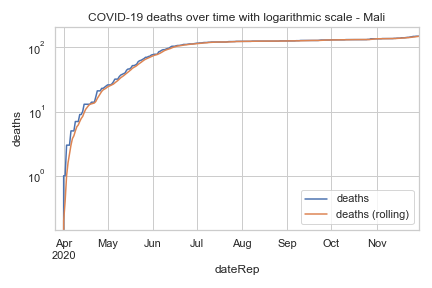 COVID-19 deaths over time with logarithmic scale - Mali
10²
10¹
10⁰
deaths
deaths
deaths (rolling)
Apr May Jun Jul Aug Sep Oct Nov
2020
dateRep